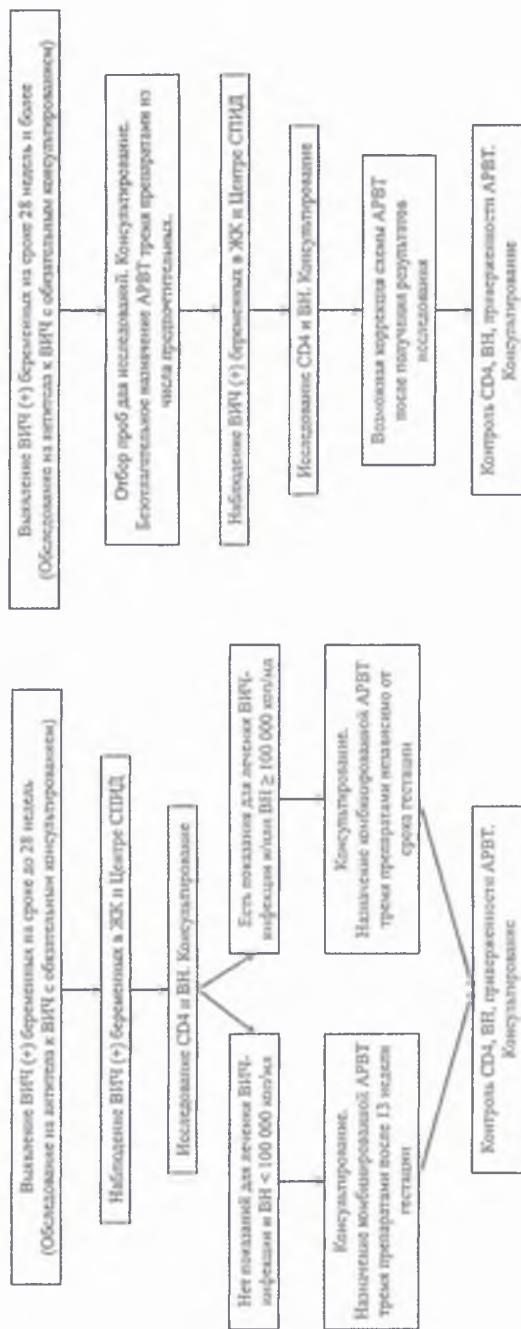 Выявление ВИЧ (+) беременных на сроке до 28 недель
(Обследование на антитела к ВИЧ с обязательным консультированием)
Наблюдение ВИЧ (+) беременных в ЖК и Центре СПИД
Исследование CD4 и ВН. Консультирование
Нет показаний для лечения ВИЧ-
инфекции и ВН < 100 000 коп/мл
Есть показания для лечения ВИЧ-
инфекции и/или ВН ≥ 100 000 коп/мл
Консультирование.
Назначение комбинированной АРВТ
тремя препаратами после 13 недели
гестации
Консультирование.
Назначение комбинированной АРВТ
тремя препаратами независимо от
срока гестации
Контроль CD4, ВН, приверженности АРВТ.
Консультирование
Выявление ВИЧ (+) беременных на сроке 28 недель и более
(Обследование на антитела к ВИЧ с обязательным консультированием)
Отбор проб для исследований. Консультирование.
Безотлагательное назначение АРВТ тремя препаратами из
числа предпочтительных.
Наблюдение ВИЧ (+) беременных в ЖК и Центре СПИД
Исследование CD4 и ВН. Консультирование
Возможная коррекция схемы АРВТ
после получения результатов
исследования
Контроль CD4, ВН, приверженности АРВТ.
Консультирование